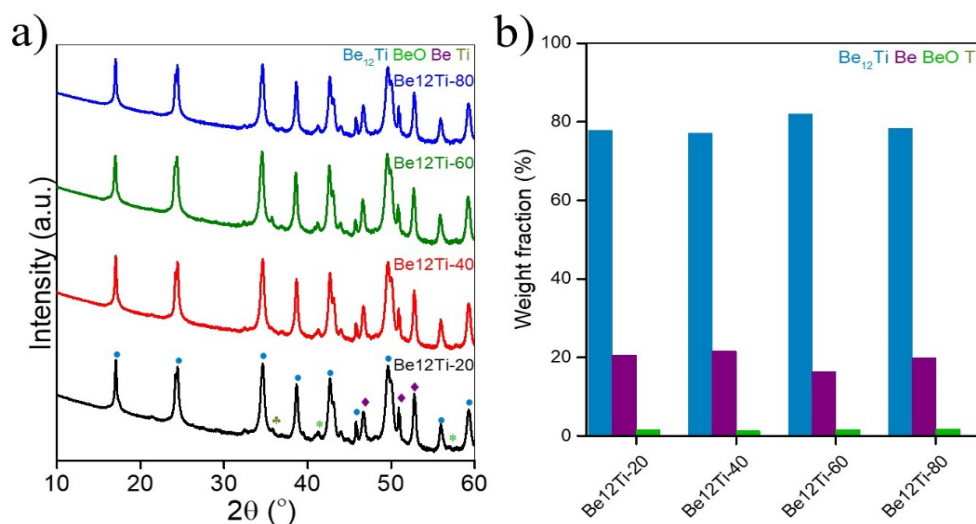 a)
Be₁₂Ti BeO Be Ti
Be12Ti-80
Be12Ti-60
Be12Ti-40
Be12Ti-20
Intensity (a.u.)
10 20 30 40 50 60
2θ (°)
b)
Be₁₂Ti Be BeO T
Weight fraction (%)
100
80
60
40
20
0
Be12Ti-20
Be12Ti-40
Be12Ti-60
Be12Ti-80